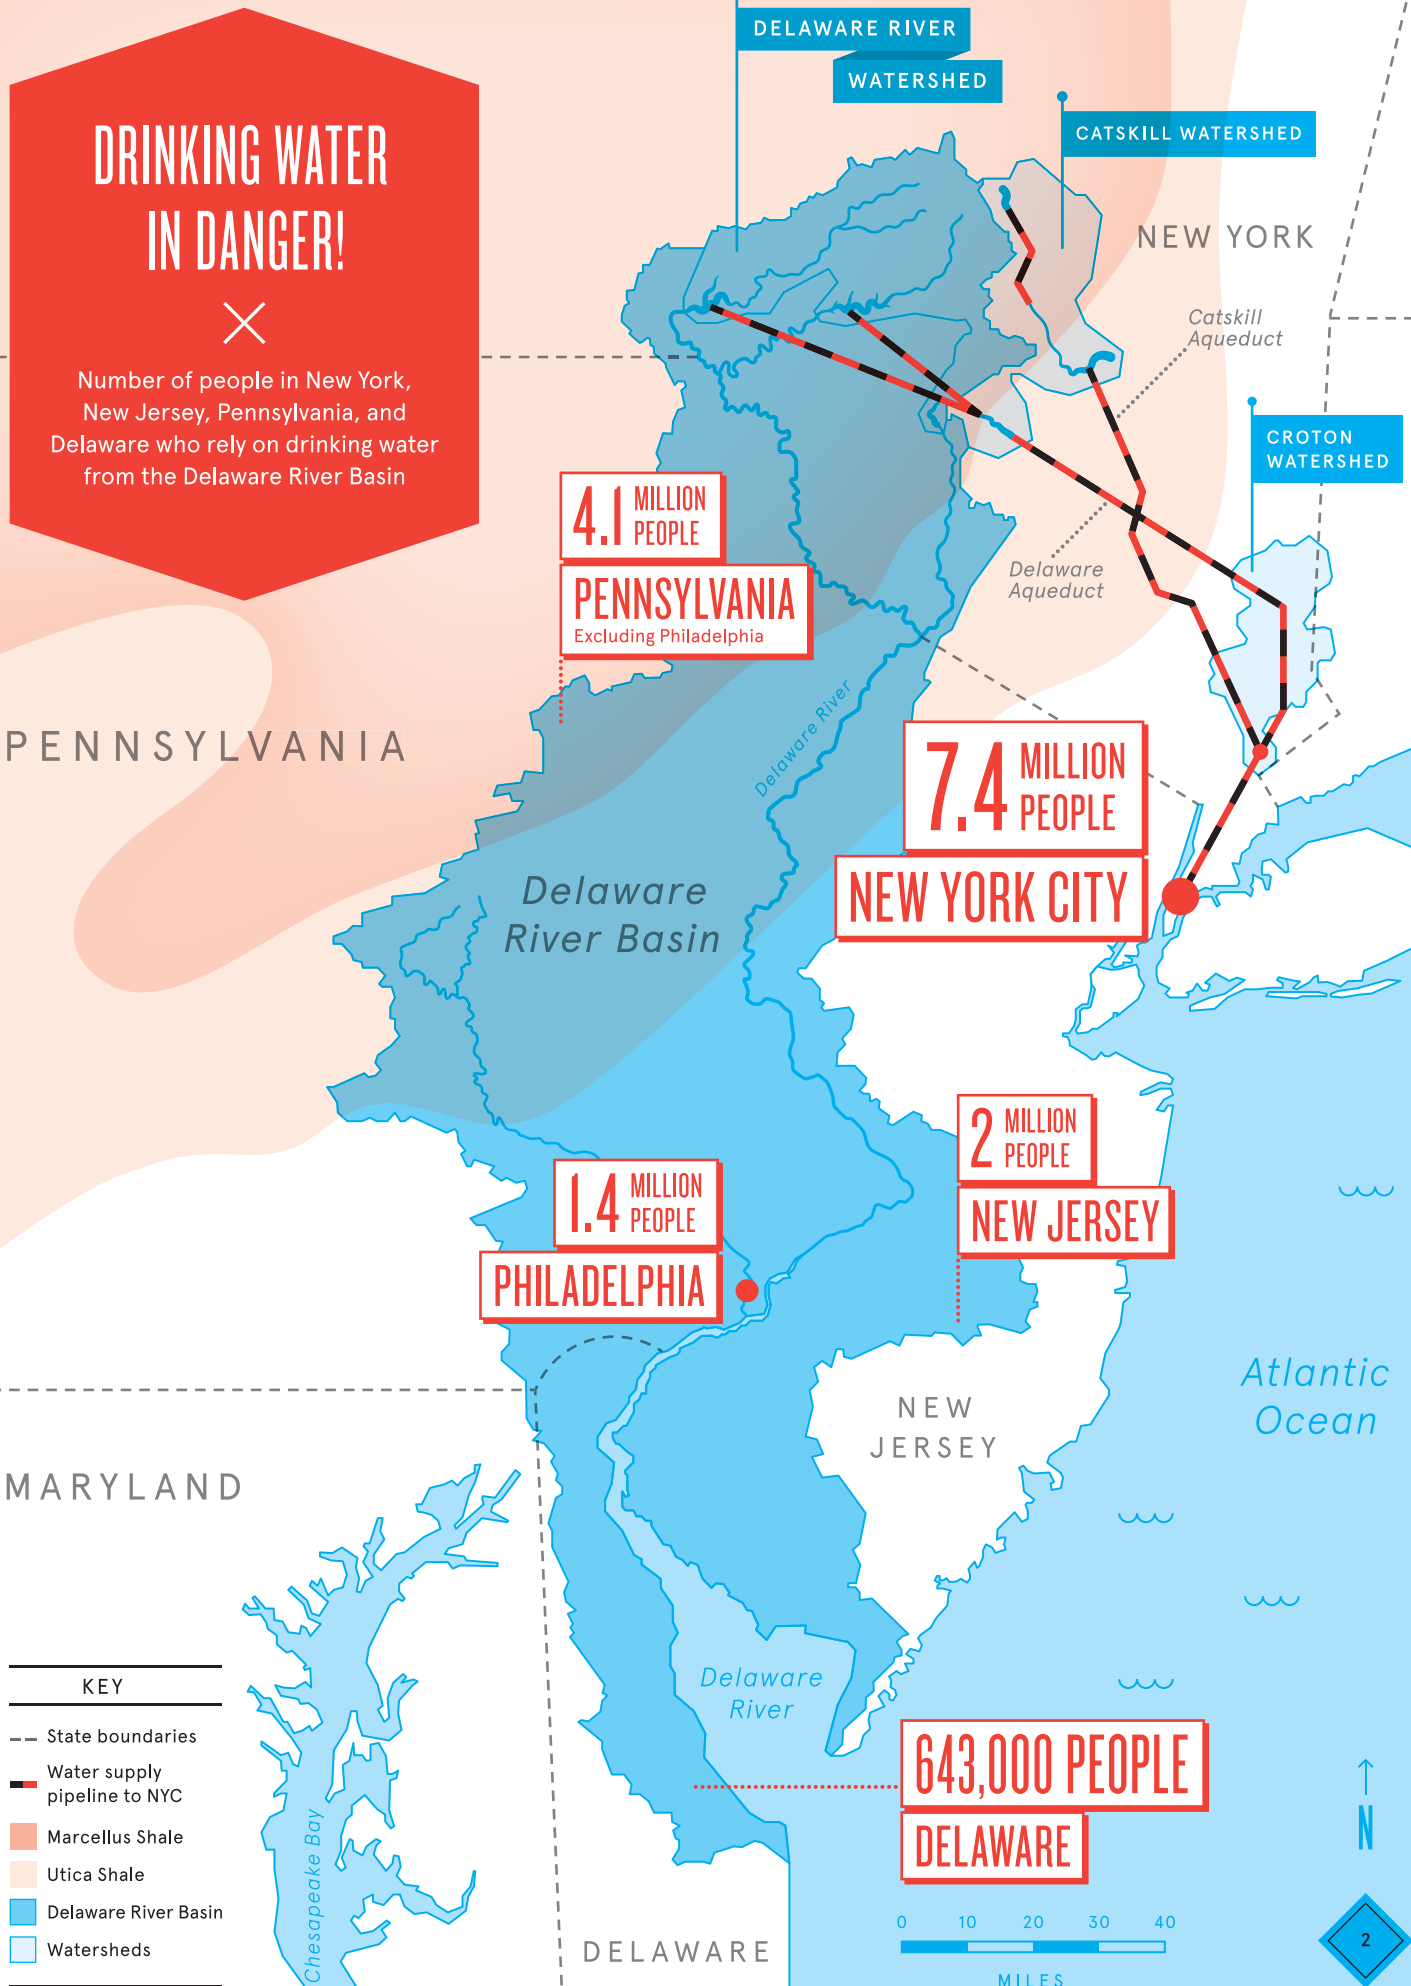 DELAWARE RIVER
WATERSHED
CATSKILL WATERSHED
DRINKING WATER
IN DANGER!
Number of people in New York,
New Jersey, Pennsylvania, and
Delaware who rely on drinking water
from the Delaware River Basin
NEW YORK
Catskill
Aqueduct
CROTON
WATERSHED
4.1 MILLION
PEOPLE
PENNSYLVANIA
Excluding Philadelphia
Delaware
Aqueduct
Delaware River
PENNSYLVANIA
7.4 MILLION
PEOPLE
NEW YORK CITY
Delaware
River Basin
2 MILLION
PEOPLE
NEW JERSEY
1.4 MILLION
PEOPLE
PHILADELPHIA
Atlantic
Ocean
NEW
JERSEY
MARYLAND
Delaware
River
643,000 PEOPLE
DELAWARE
KEY
State boundaries
Water supply
pipeline to NYC
Marcellus Shale
Utica Shale
Delaware River Basin
Watersheds
Chesapeake Bay
DELAWARE
0 10 20 30 40
MILES
N
2